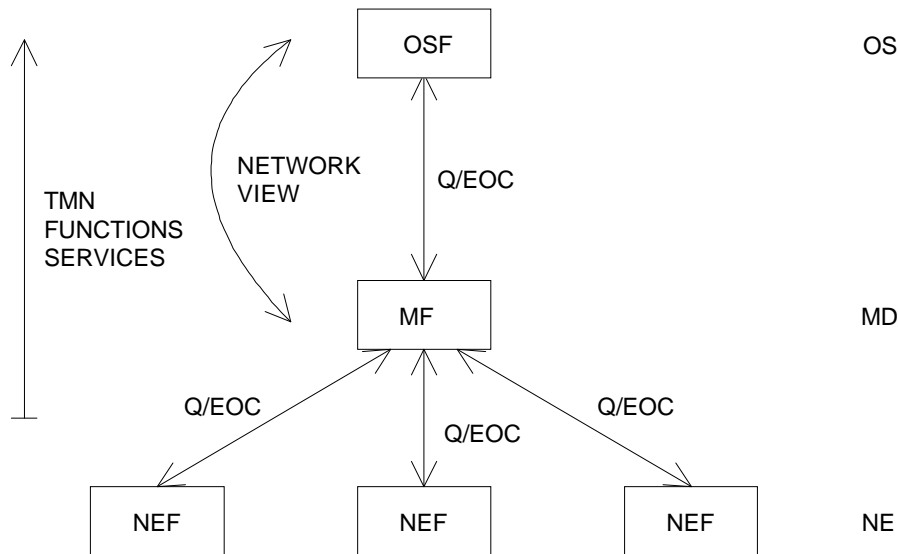 OSF
OS
NETWORK
VIEW
Q/EOC
TMN
FUNCTIONS
SERVICES
MF
MD
Q/EOC
Q/EOC
Q/EOC
NEF
NEF
NEF
NE